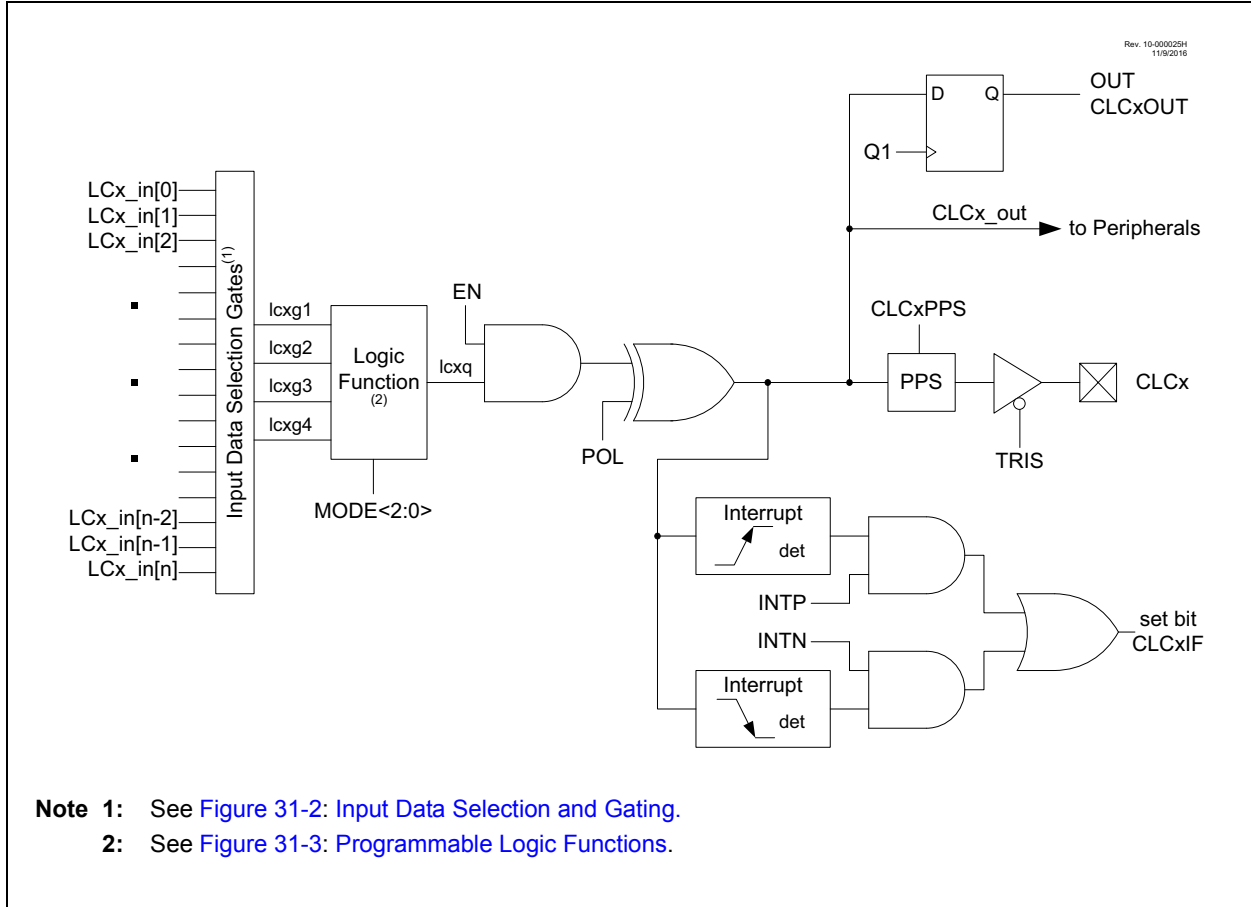 Rev. 10-000025H
11/9/2016
D Q
OUT
CLCxOUT
Q1
CLCx_out
to Peripherals
LCx_in[0]
LCx_in[1]
LCx_in[2]
LCx_in[n-2]
LCx_in[n-1]
LCx_in[n]
Input Data Selection Gates(1)
lcxg1
lcxg2
lcxg3
lcxg4
Logic
Function
(2)
MODE<2:0>
lcxq
EN
POL
CLCxPPS
PPS
TRIS
CLCx
Interrupt
det
INTP
INTN
Interrupt
det
set bit
CLCxIF
Note 1: See Figure 31-2: Input Data Selection and Gating.
2: See Figure 31-3: Programmable Logic Functions.